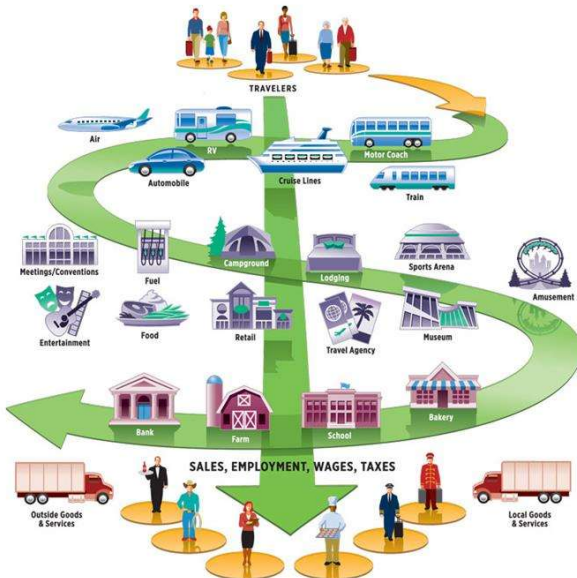 TRAVELERS
Air
RV
Motor Coach
Automobile
Cruise Lines
Train
Meetings/Conventions
Fuel
Campground
Lodging
Sports Arena
Amusement
Entertainment
Food
Retail
Travel Agency
Museum
Bank
Farm
School
Bakery
SALES, EMPLOYMENT, WAGES, TAXES
Outside Goods
& Services
Local Goods
& Services